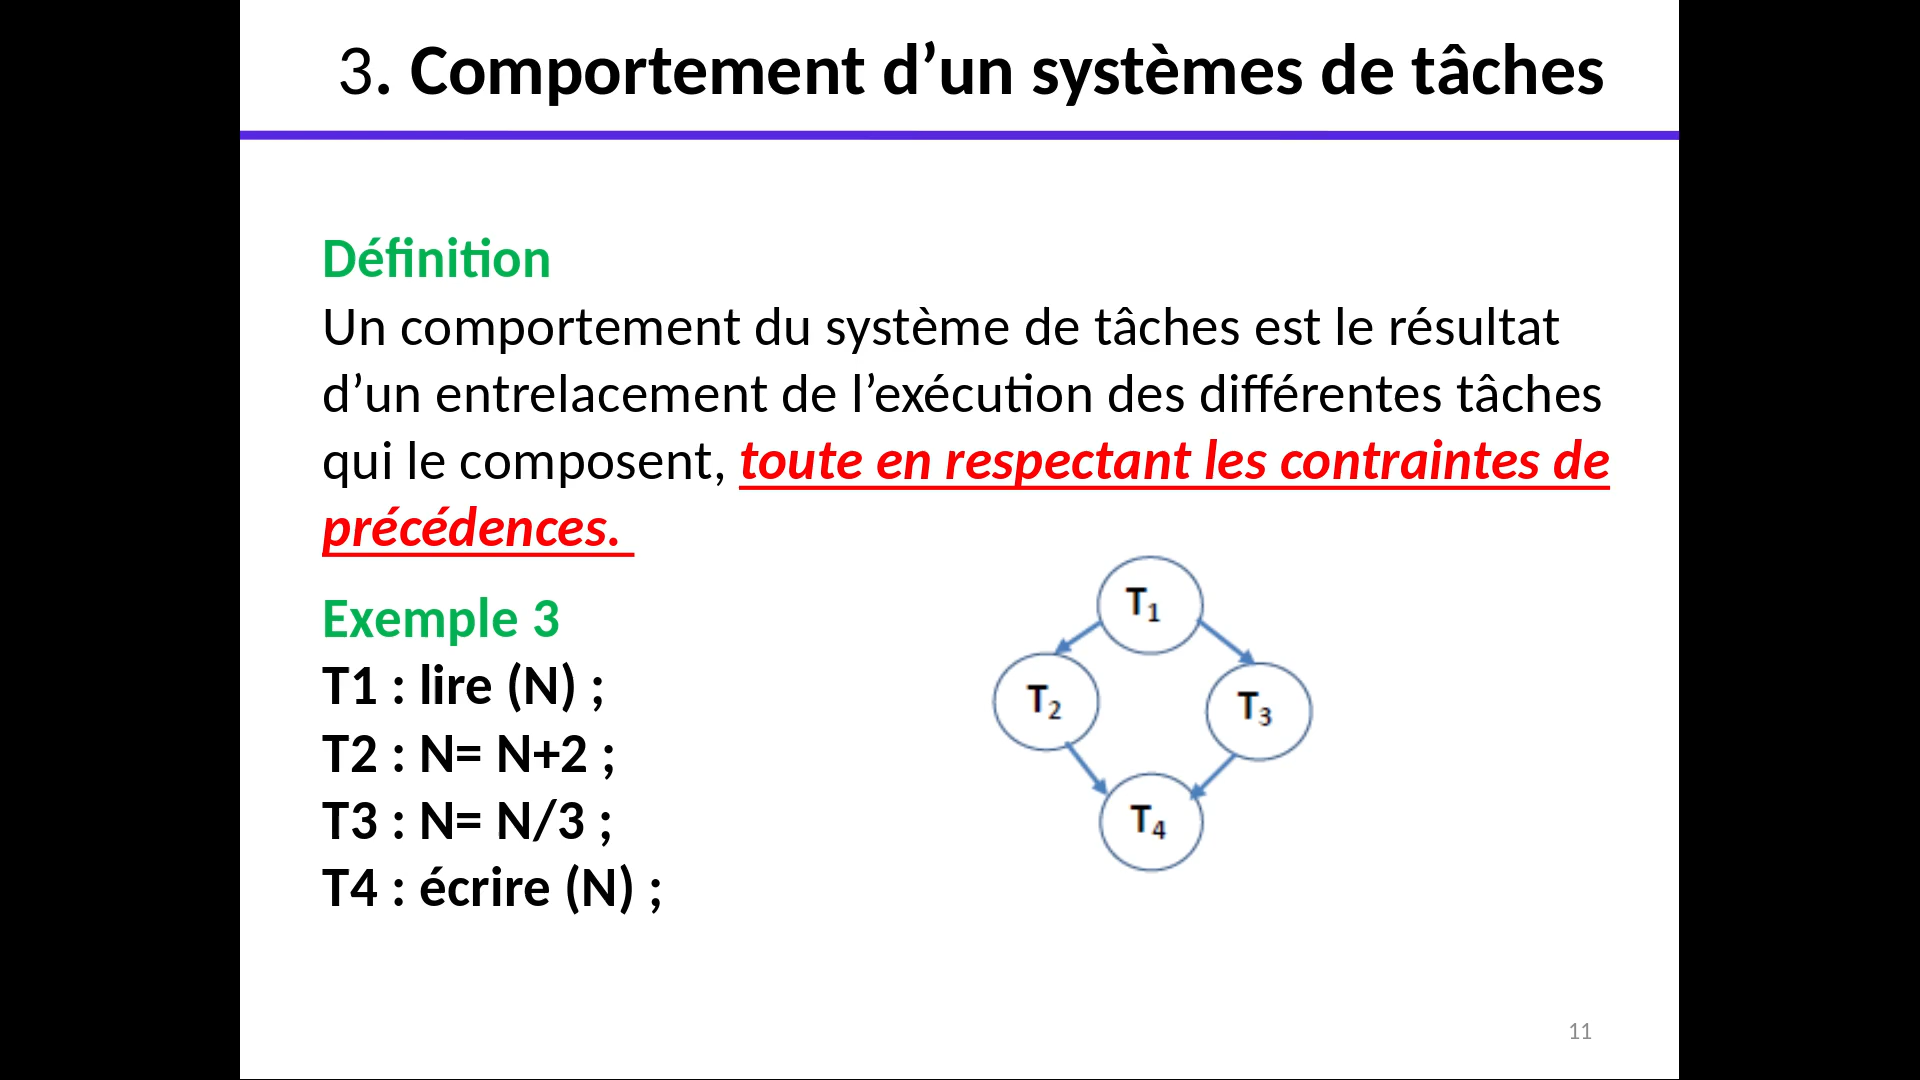 3. Comportement d’un systèmes de tâches
Définition
Un comportement du système de tâches est le résultat
d’un entrelacement de l’exécution des différentes tâches
qui le composent, toute en respectant les contraintes de
précédences.
Exemple 3
T1 : lire (N) ;
T2 : N= N+2 ;
T3 : N= N/3 ;
T4 : écrire (N) ;
T1
T2
T3
T4
11